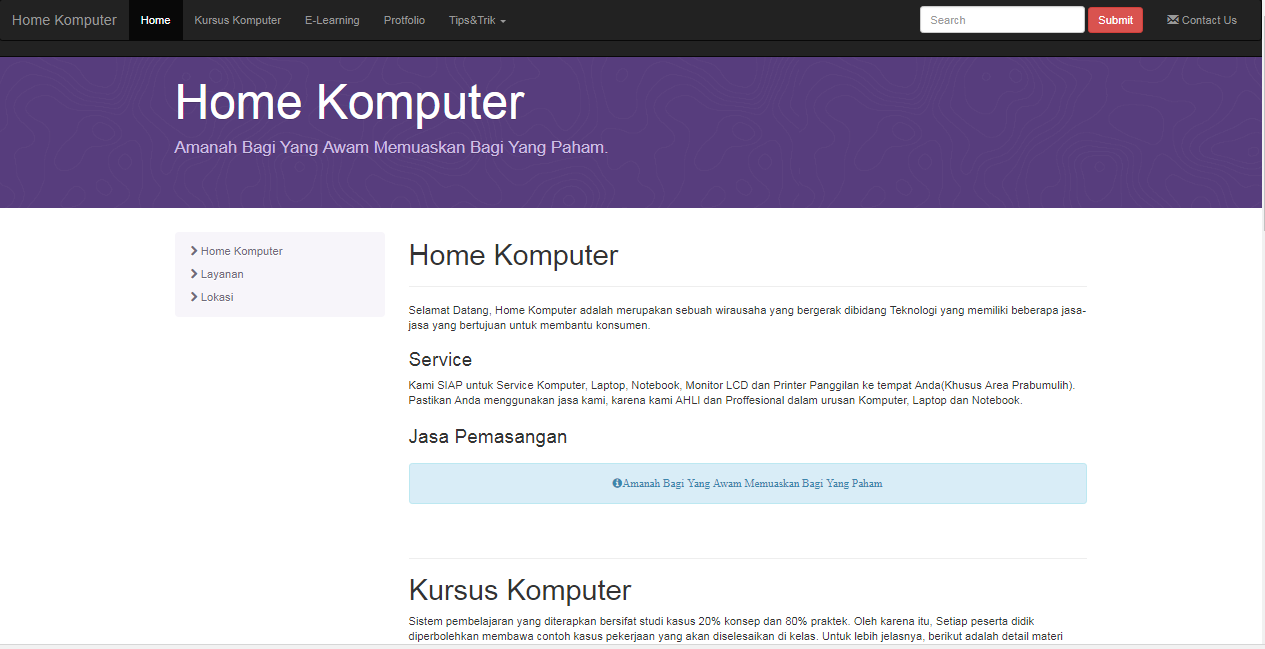 Home Komputer Home Kursus Komputer E-Learning Protfolio Tips&Trik Search Submit Contact Us
Home Komputer
Amanah Bagi Yang Awam Memuaskan Bagi Yang Paham.
Home Komputer
Layanan
Lokasi
Home Komputer
Selamat Datang, Home Komputer adalah merupakan sebuah wirausaha yang bergerak dibidang Teknologi yang memiliki beberapa jasa-
jasa yang bertujuan untuk membantu konsumen.
Service
Kami SIAP untuk Service Komputer, Laptop, Notebook, Monitor LCD dan Printer Panggilan ke tempat Anda(Khusus Area Prabumulih).
Pastikan Anda menggunakan jasa kami, karena kami AHLI dan Proffesional dalam urusan Komputer, Laptop dan Notebook.
Jasa Pemasangan
Amanah Bagi Yang Awam Memuaskan Bagi Yang Paham
Kursus Komputer
Sistem pembelajaran yang diterapkan bersifat studi kasus 20% konsep dan 80% praktek. Oleh karena itu, Setiap peserta didik
diperbolehkan membawa contoh kasus pekerjaan yang akan diselesaikan di kelas. Untuk lebih jelasnya, berikut adalah detail materi